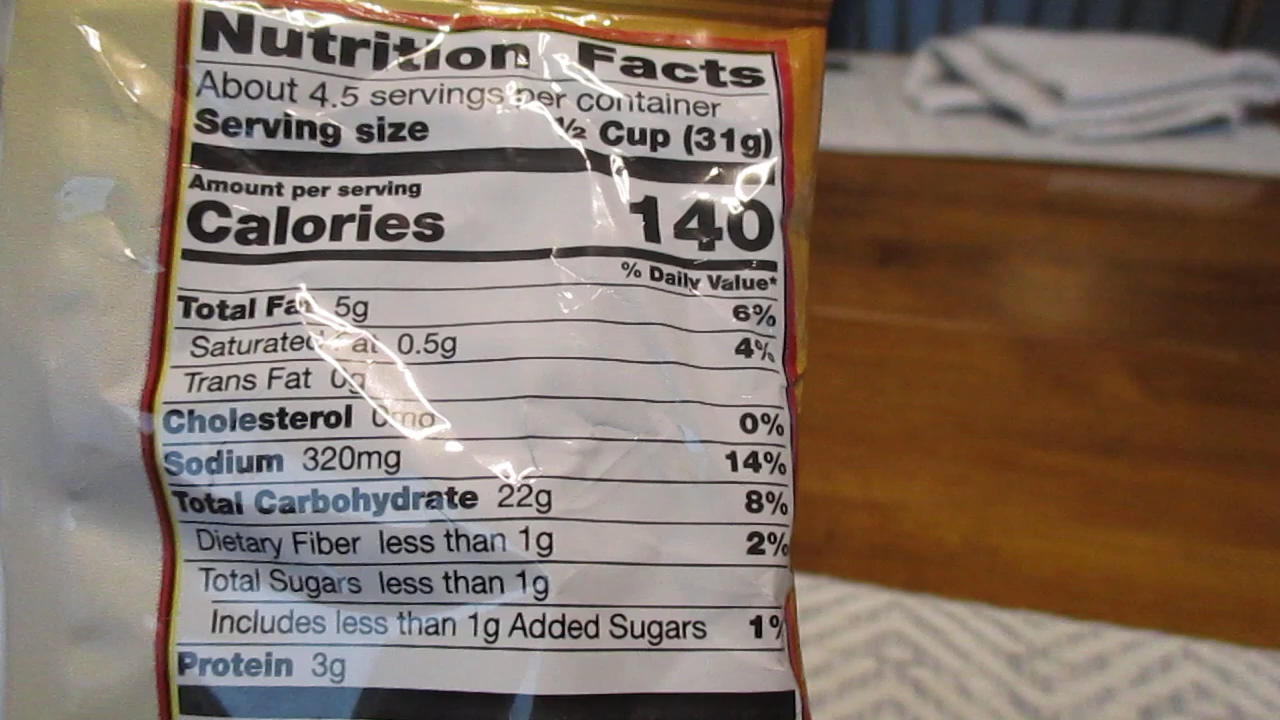 Nutrition Facts
About 4.5 servings per container
Serving size ½ Cup (31g)
Amount per serving
Calories 140
% Daily Value*
Total Fat 5g 6%
Saturated Fat 0.5g 4%
Trans Fat 0g
Cholesterol 0mg 0%
Sodium 320mg 14%
Total Carbohydrate 22g 8%
Dietary Fiber less than 1g 2%
Total Sugars less than 1g
Includes less than 1g Added Sugars 1%
Protein 3g